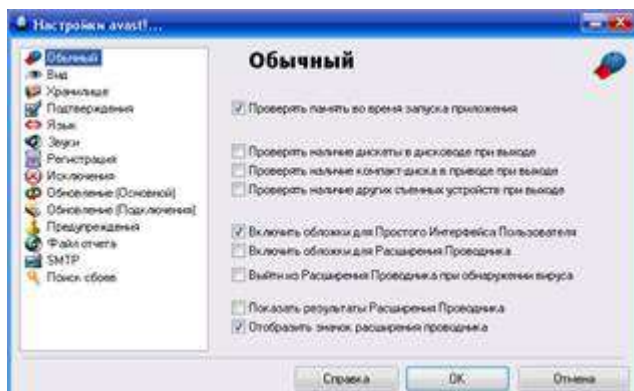 Настройки avast!...
Обычный
Вид
Хранилище
Подтверждения
Язык
Звуки
Регистрация
Исключения
Обновление (Основной)
Обновление (Подключения)
Предупреждения
Файл отчета
SMTP
Поиск сбоев
Обычный
Проверять память во время запуска приложения
Проверять наличие дискеты в дисководе при выходе
Проверять наличие компакт-диска в приводе при выходе
Проверять наличие других съемных устройств при выходе
Включить обложки для Простого Интерфейса Пользователя
Включить обложки для Расширения Проводника
Выйти из Расширения Проводника при обнаружении вируса
Показать результаты Расширения Проводника
Отобразить значок расширения проводника
Справка
OK
Отмена